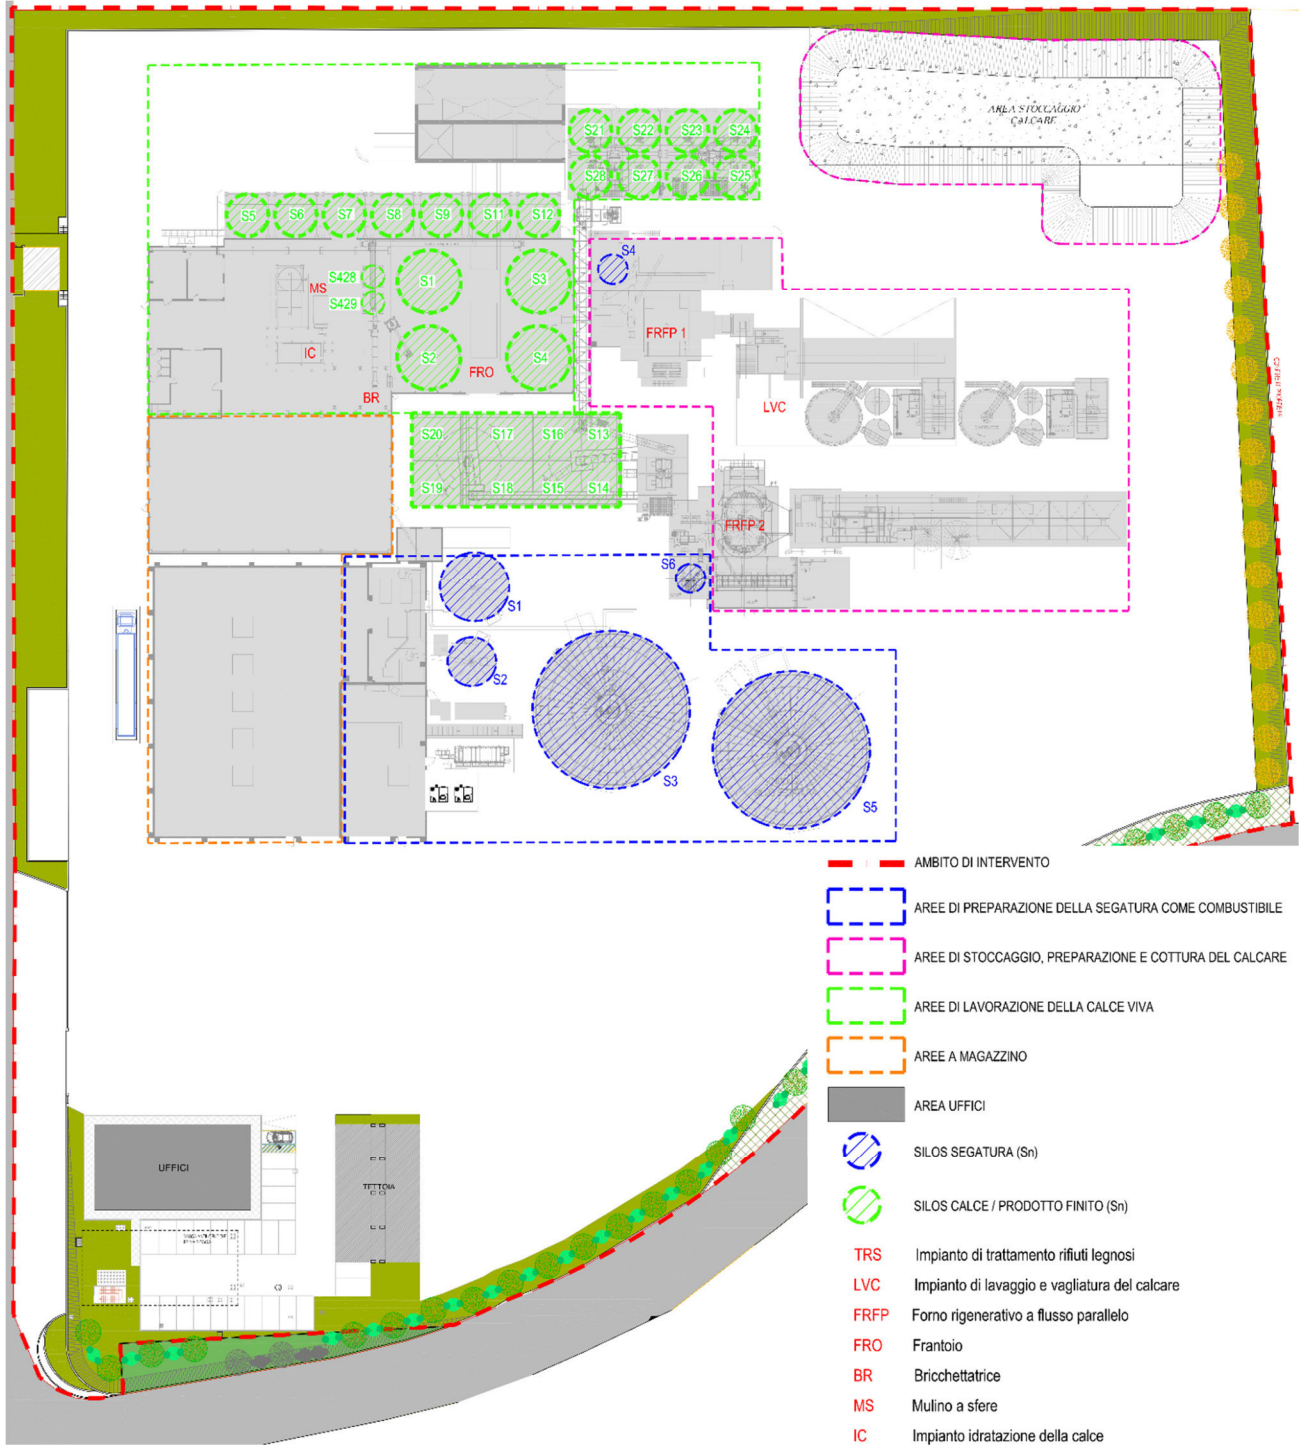 AREA STOCCAGGIO
CALCARE
S21 S22 S23 S24
S28 S27 S26 S25
S5 S6 S7 S8 S9 S11 S12
S4
S428
MS
S429
S1
S3
IC
S2
S4
BR
FRO
FRFP 1
LVC
S20 S17 S16 S13
S19 S18 S15 S14
FRFP 2
S6
S1
S2
S3
S5
AMBITO DI INTERVENTO
AREE DI PREPARAZIONE DELLA SEGATURA COME COMBUSTIBILE
AREE DI STOCCAGGIO, PREPARAZIONE E COTTURA DEL CALCARE
AREE DI LAVORAZIONE DELLA CALCE VIVA
AREE A MAGAZZINO
AREA UFFICI
SILOS SEGATURA (Sn)
SILOS CALCE / PRODOTTO FINITO (Sn)
TRS Impianto di trattamento rifiuti legnosi
LVC Impianto di lavaggio e vagliatura del calcare
FRFP Forno rigenerativo a flusso parallelo
FRO Frantoio
BR Bricchettatrice
MS Mulino a sfere
IC Impianto idratazione della calce
UFFICI
TETTOIA